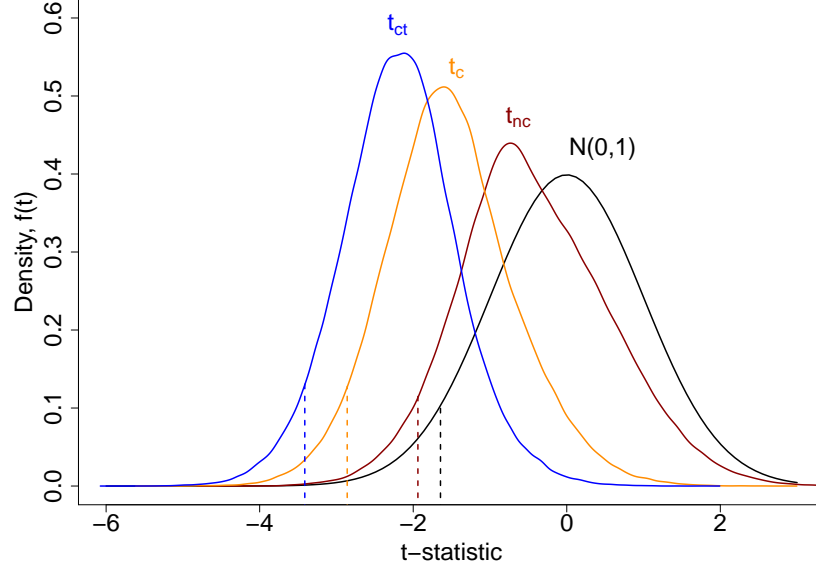 t_ct
t_c
t_nc
N(0,1)
Density, f(t)
0.6
0.5
0.4
0.3
0.2
0.1
0.0
−6
−4
−2
0
2
t−statistic